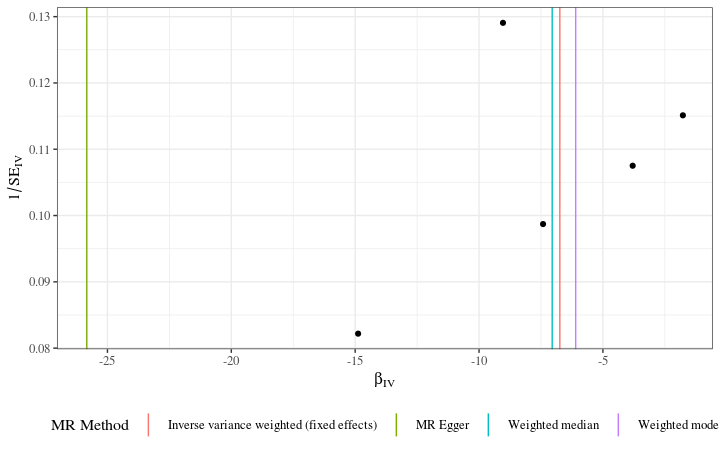 0.13
0.12
0.11
0.10
0.09
0.08
1/SE_IV
-25
-20
-15
-10
-5
β_IV
MR Method
Inverse variance weighted (fixed effects)
MR Egger
Weighted median
Weighted mode